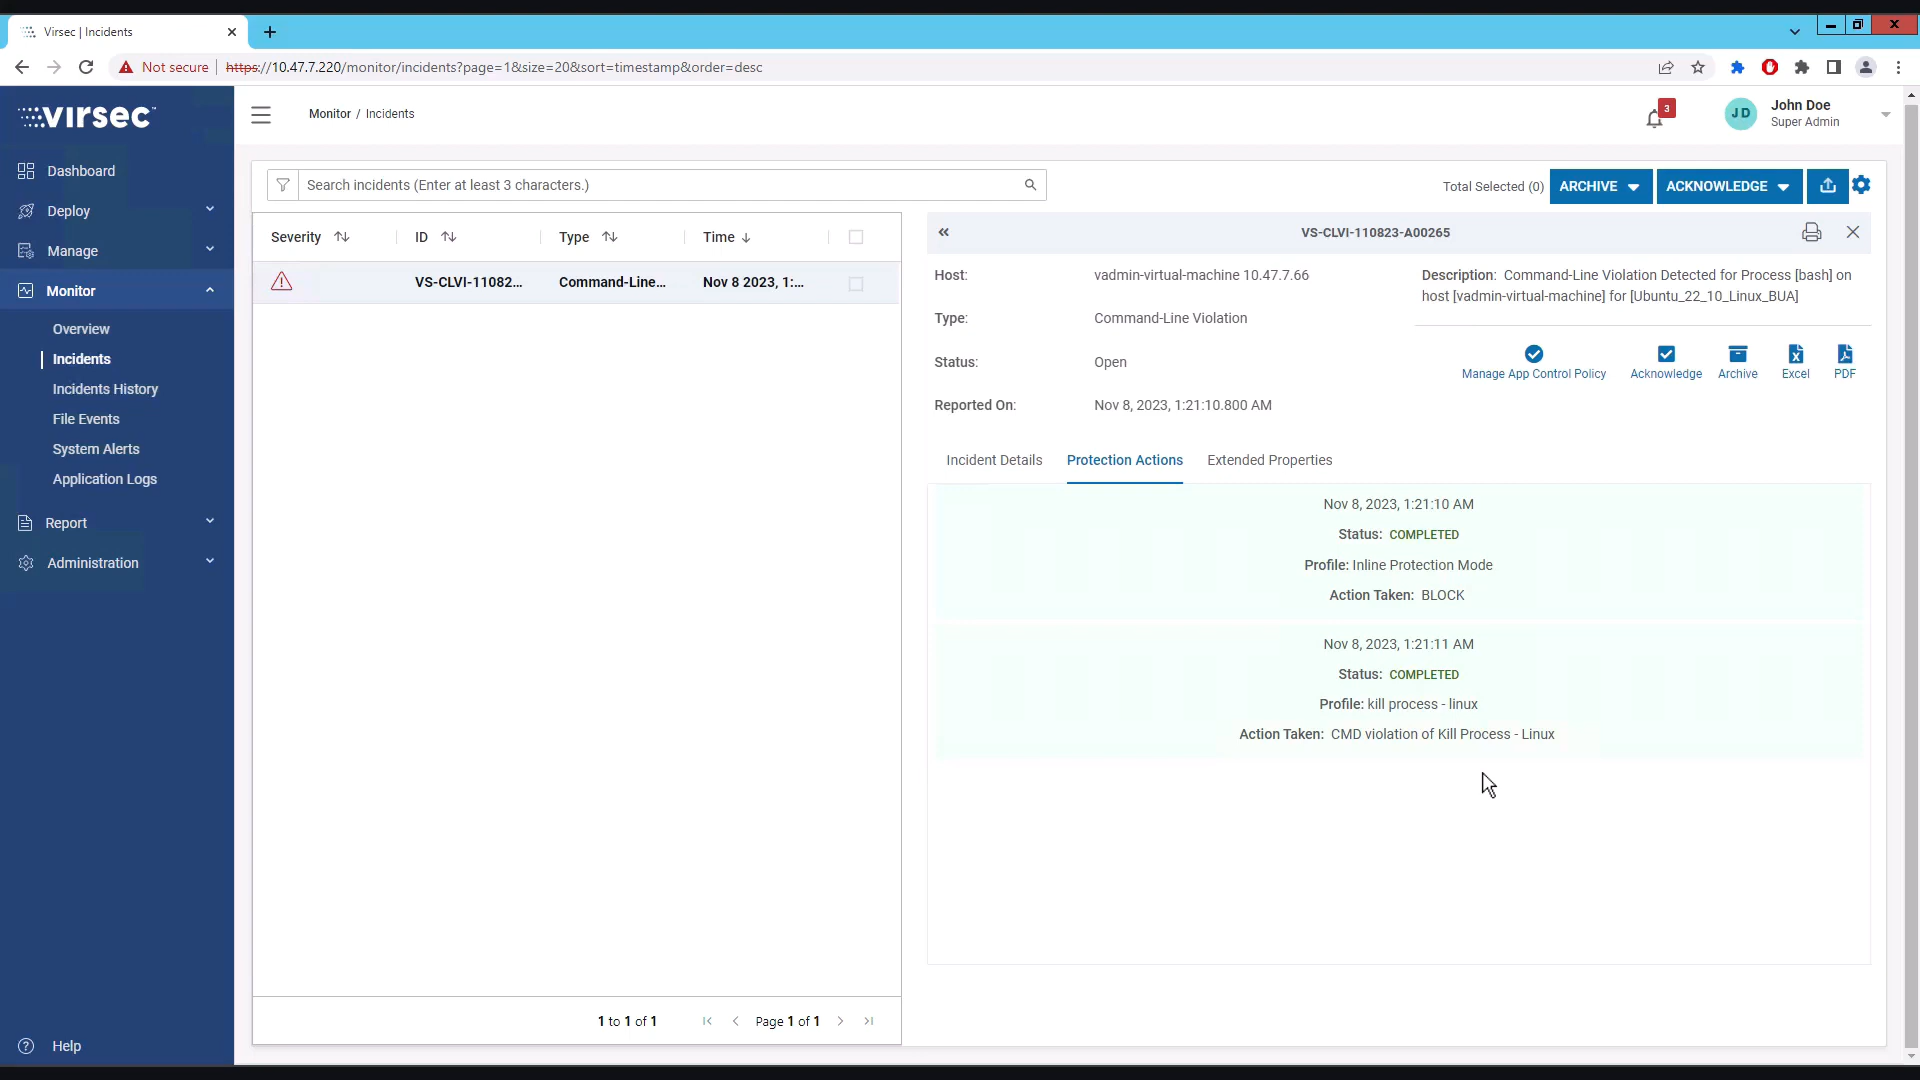 Virsec | Incidents
Not secure | https://10.47.7.220/monitor/incidents?page=1&size=20&sort=timestamp&order=desc
virsec
Monitor / Incidents
3
JD
John Doe
Super Admin
Dashboard
Deploy
Manage
Monitor
Overview
Incidents
Incidents History
File Events
System Alerts
Application Logs
Report
Administration
Help
Search incidents (Enter at least 3 characters.)
Total Selected (0)
ARCHIVE
ACKNOWLEDGE
Severity ID Type Time
VS-CLVI-11082... Command-Line... Nov 8 2023, 1:...
1 to 1 of 1 Page 1 of 1
VS-CLVI-110823-A00265
Host: vadmin-virtual-machine 10.47.7.66
Type: Command-Line Violation
Status: Open
Reported On: Nov 8, 2023, 1:21:10.800 AM
Description: Command-Line Violation Detected for Process [bash] on
host [vadmin-virtual-machine] for [Ubuntu_22_10_Linux_BUA]
Manage App Control Policy Acknowledge Archive Excel PDF
Incident Details Protection Actions Extended Properties
Nov 8, 2023, 1:21:10 AM
Status: COMPLETED
Profile: Inline Protection Mode
Action Taken: BLOCK
Nov 8, 2023, 1:21:11 AM
Status: COMPLETED
Profile: kill process - linux
Action Taken: CMD violation of Kill Process - Linux